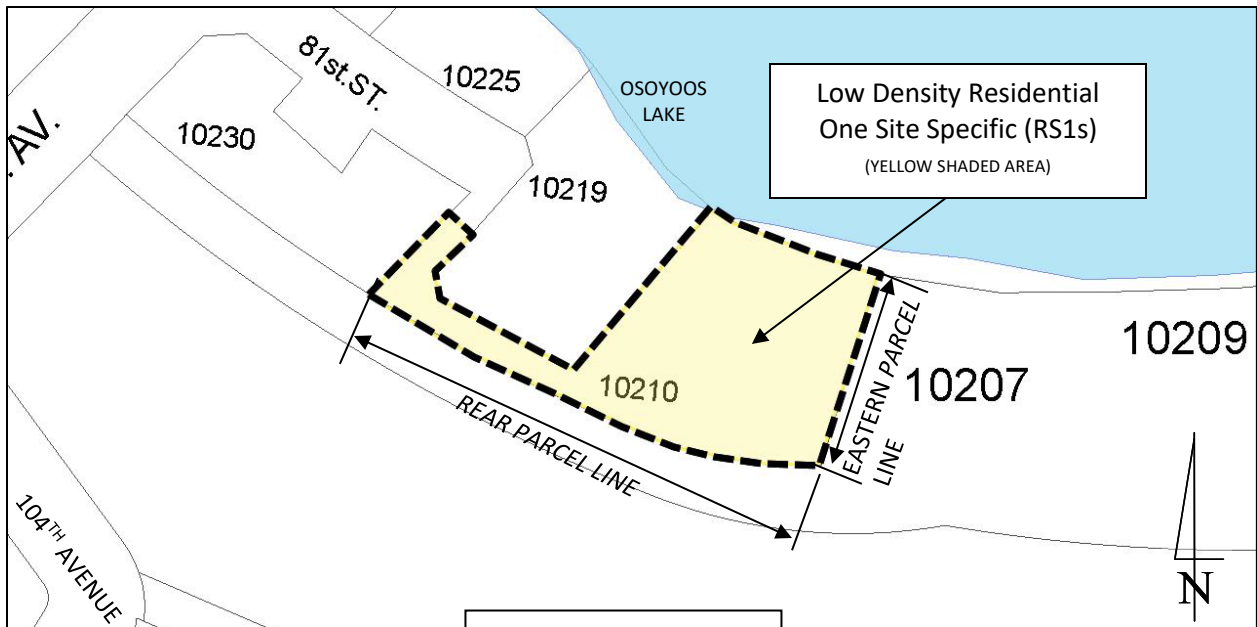 81st.ST.
10225
OSOYOOS
LAKE
Low Density Residential
One Site Specific (RS1s)
(YELLOW SHADED AREA)
. AV.
10230
10219
10209
10207
10210
EASTERN PARCEL
LINE
REAR PARCEL LINE
104TH AVENUE
N